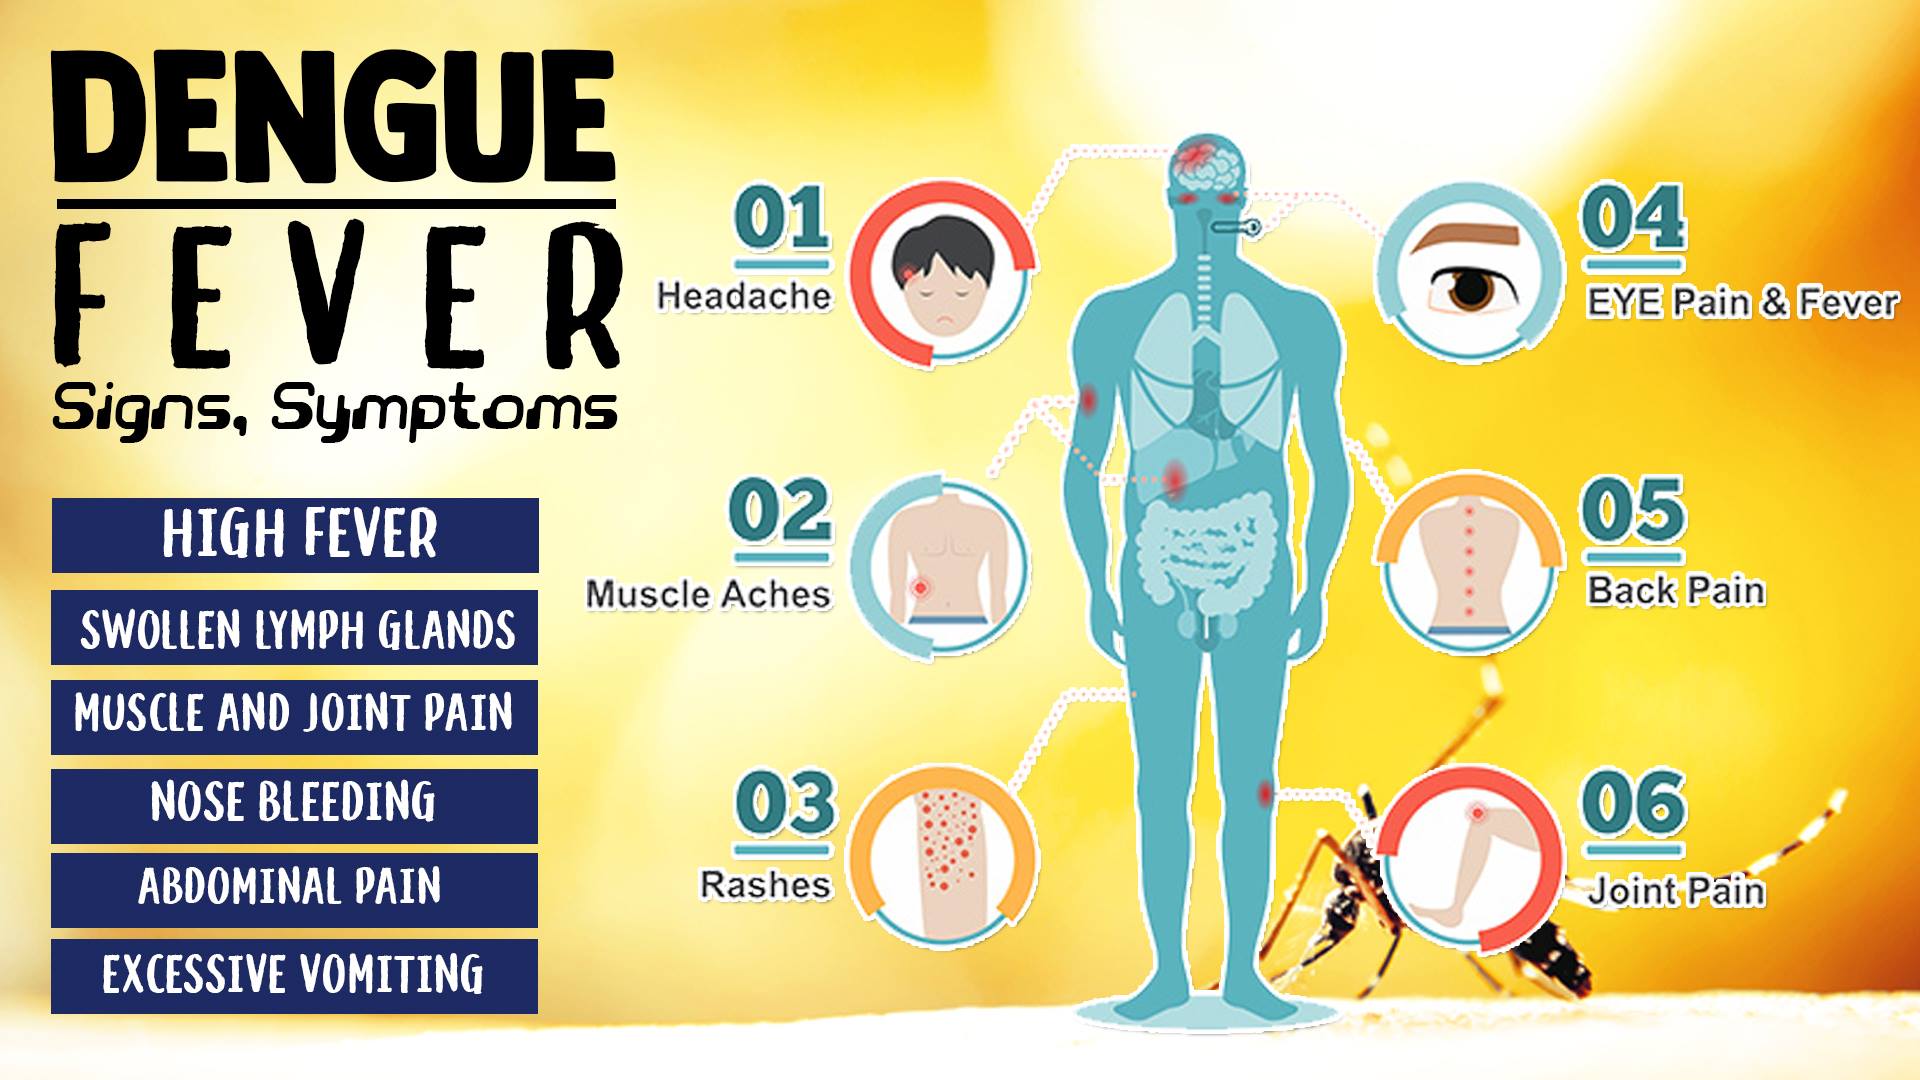 DENGUE
FEVER
Signs, Symptoms
HIGH FEVER
SWOLLEN LYMPH GLANDS
MUSCLE AND JOINT PAIN
NOSE BLEEDING
ABDOMINAL PAIN
EXCESSIVE VOMITING
01
Headache
02
Muscle Aches
03
Rashes
04
EYE Pain & Fever
05
Back Pain
06
Joint Pain